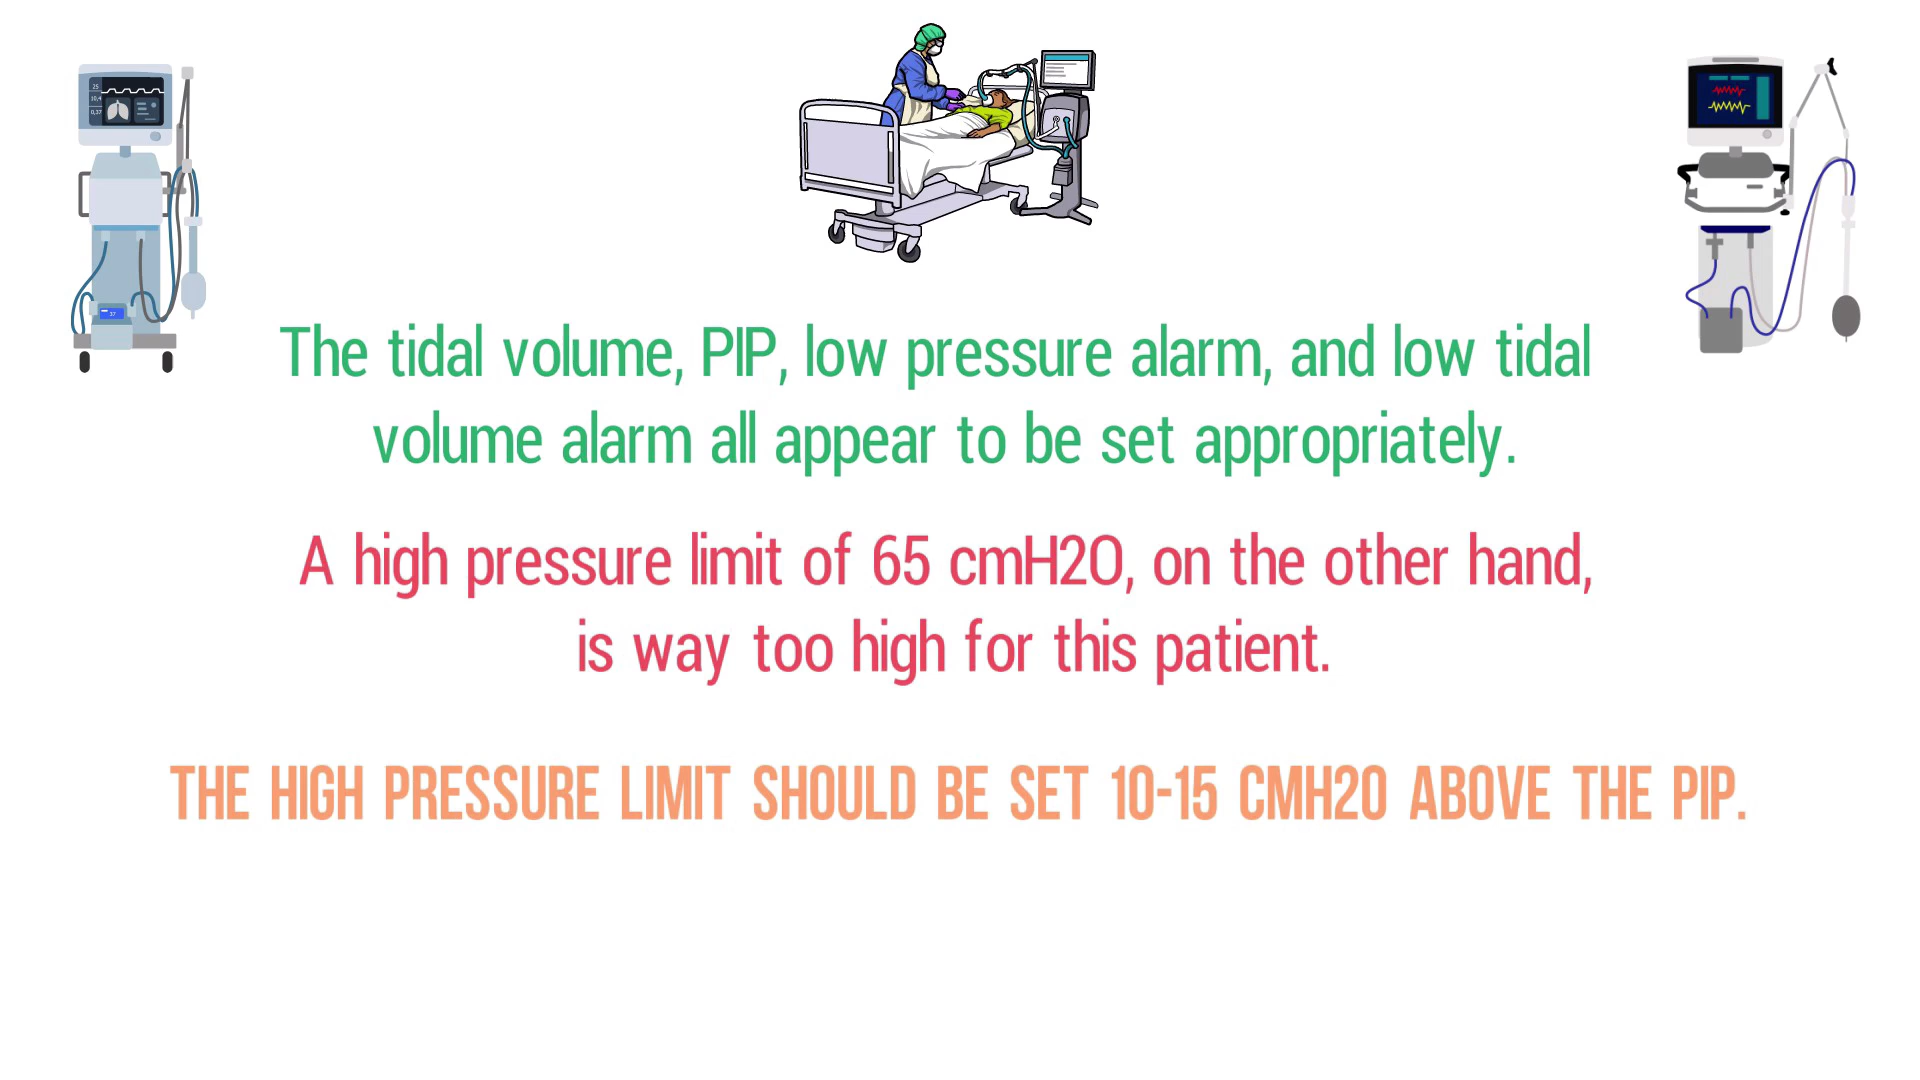 The tidal volume, PIP, low pressure alarm, and low tidal
volume alarm all appear to be set appropriately.
A high pressure limit of 65 cmH2O, on the other hand,
is way too high for this patient.
THE HIGH PRESSURE LIMIT SHOULD BE SET 10-15 CMH2O ABOVE THE PIP.